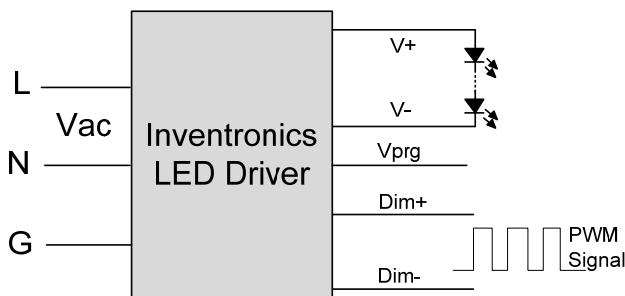 L
Vac
N
G
Inventronics
LED Driver
V+
V-
Vprg
Dim+
Dim-
PWM
Signal